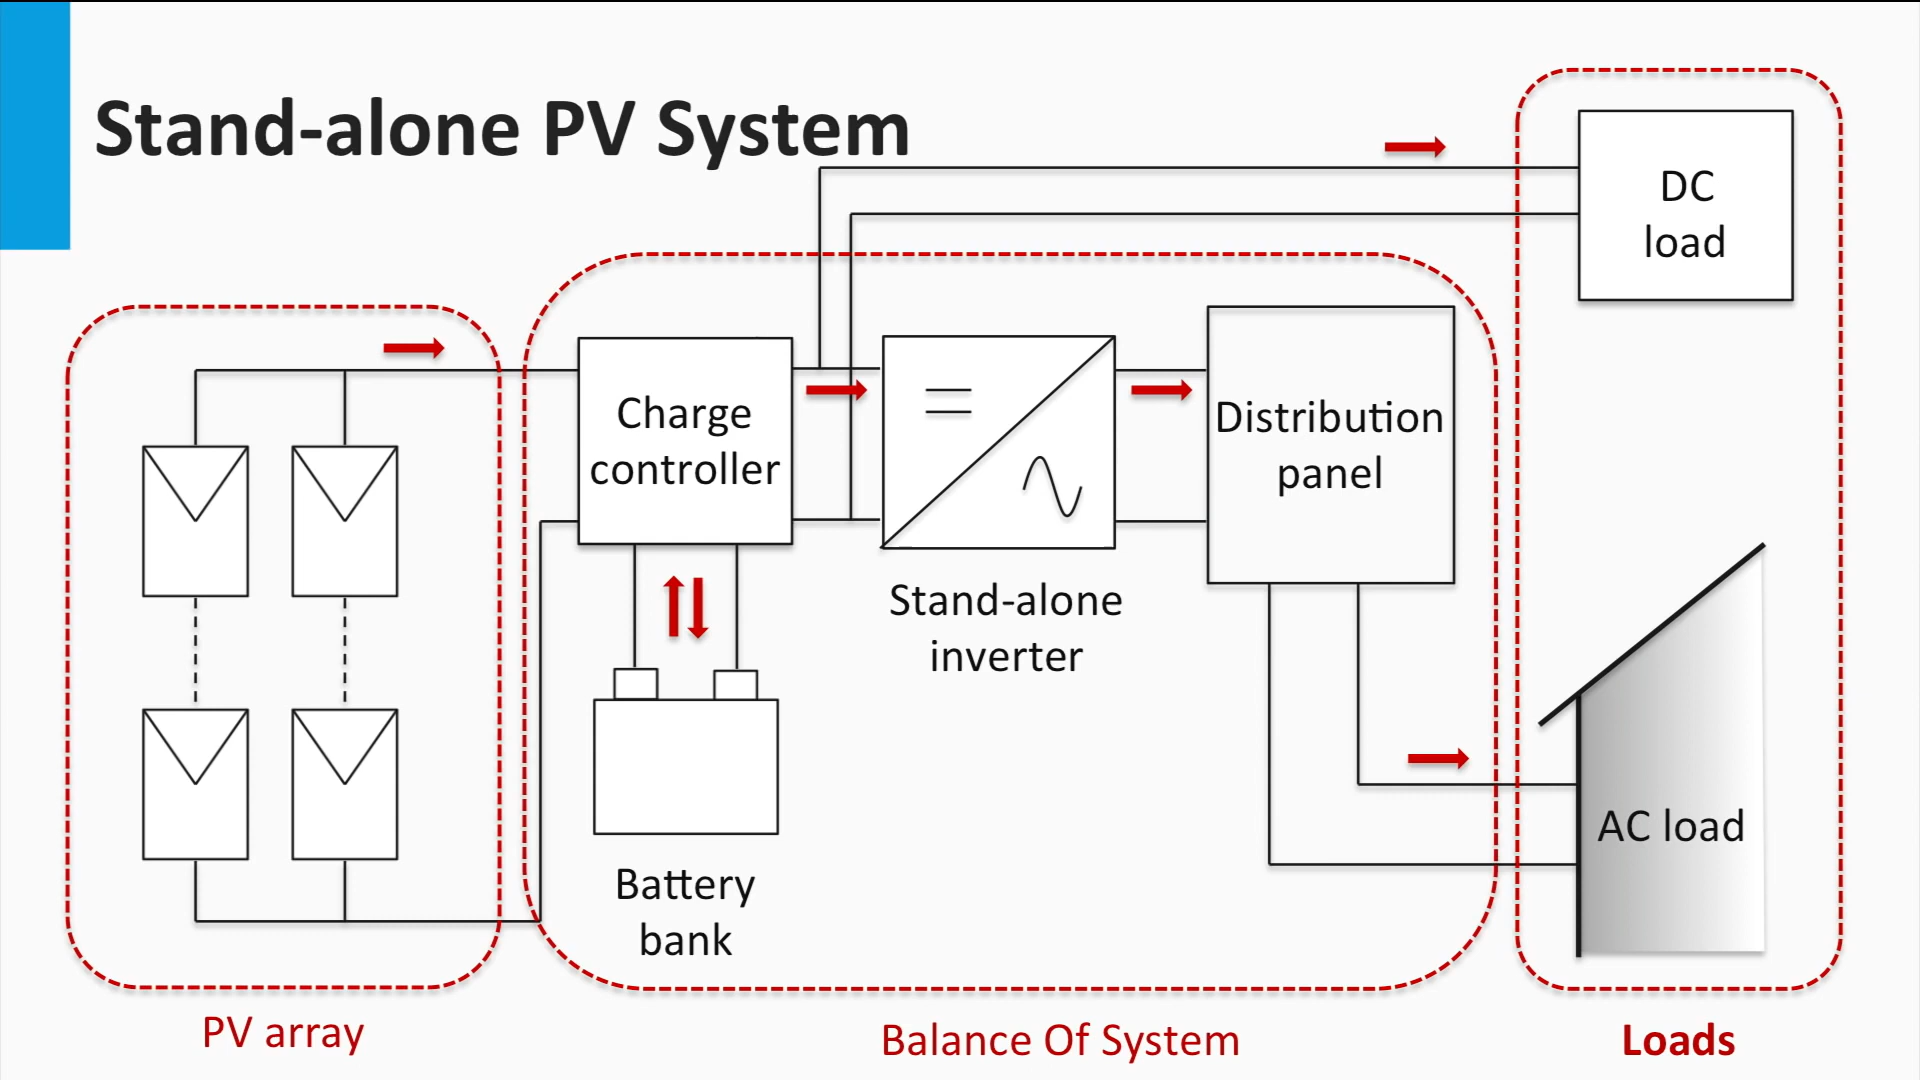 Stand-alone PV System
DC
load
Charge
controller
Distribution
panel
Stand-alone
inverter
AC load
Battery
bank
PV array
Balance Of System
Loads